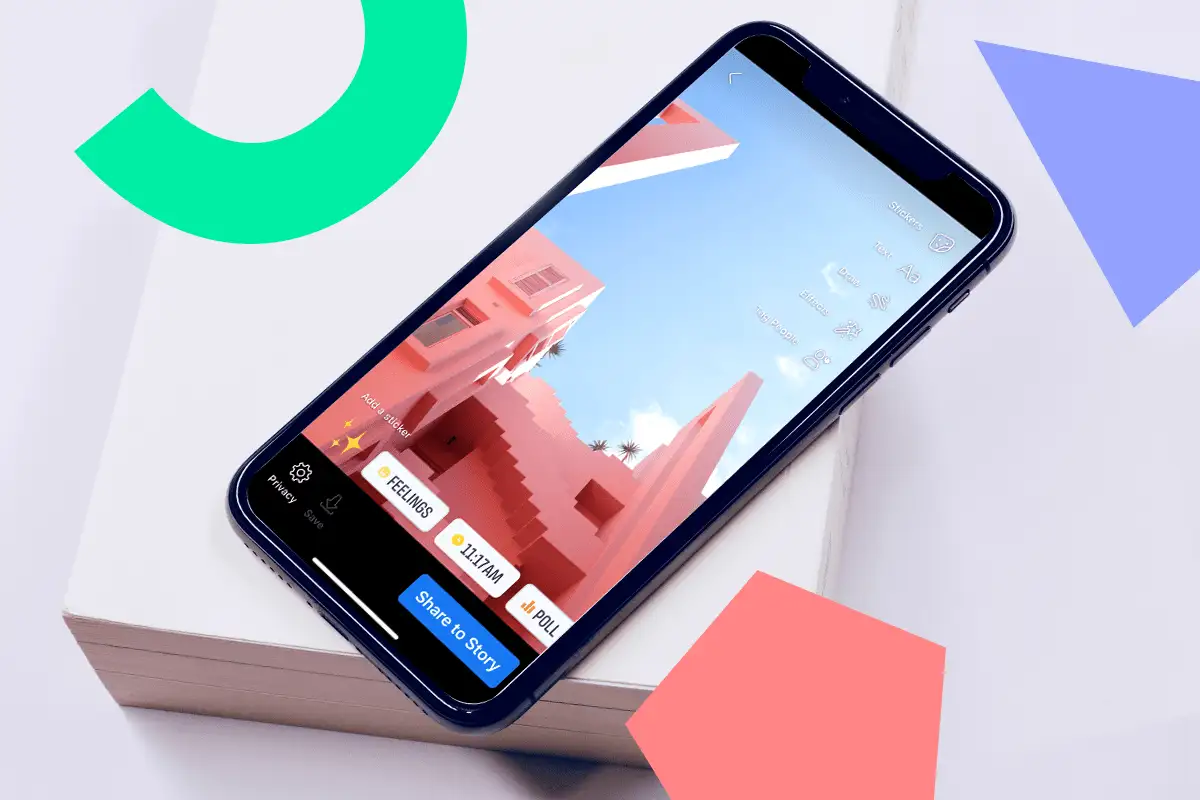 Stickers
Text
Draw
Effects
Tag People
Aa
Add a sticker
FEELINGS
11:17AM
POLL
Privacy
Save
Share to Story